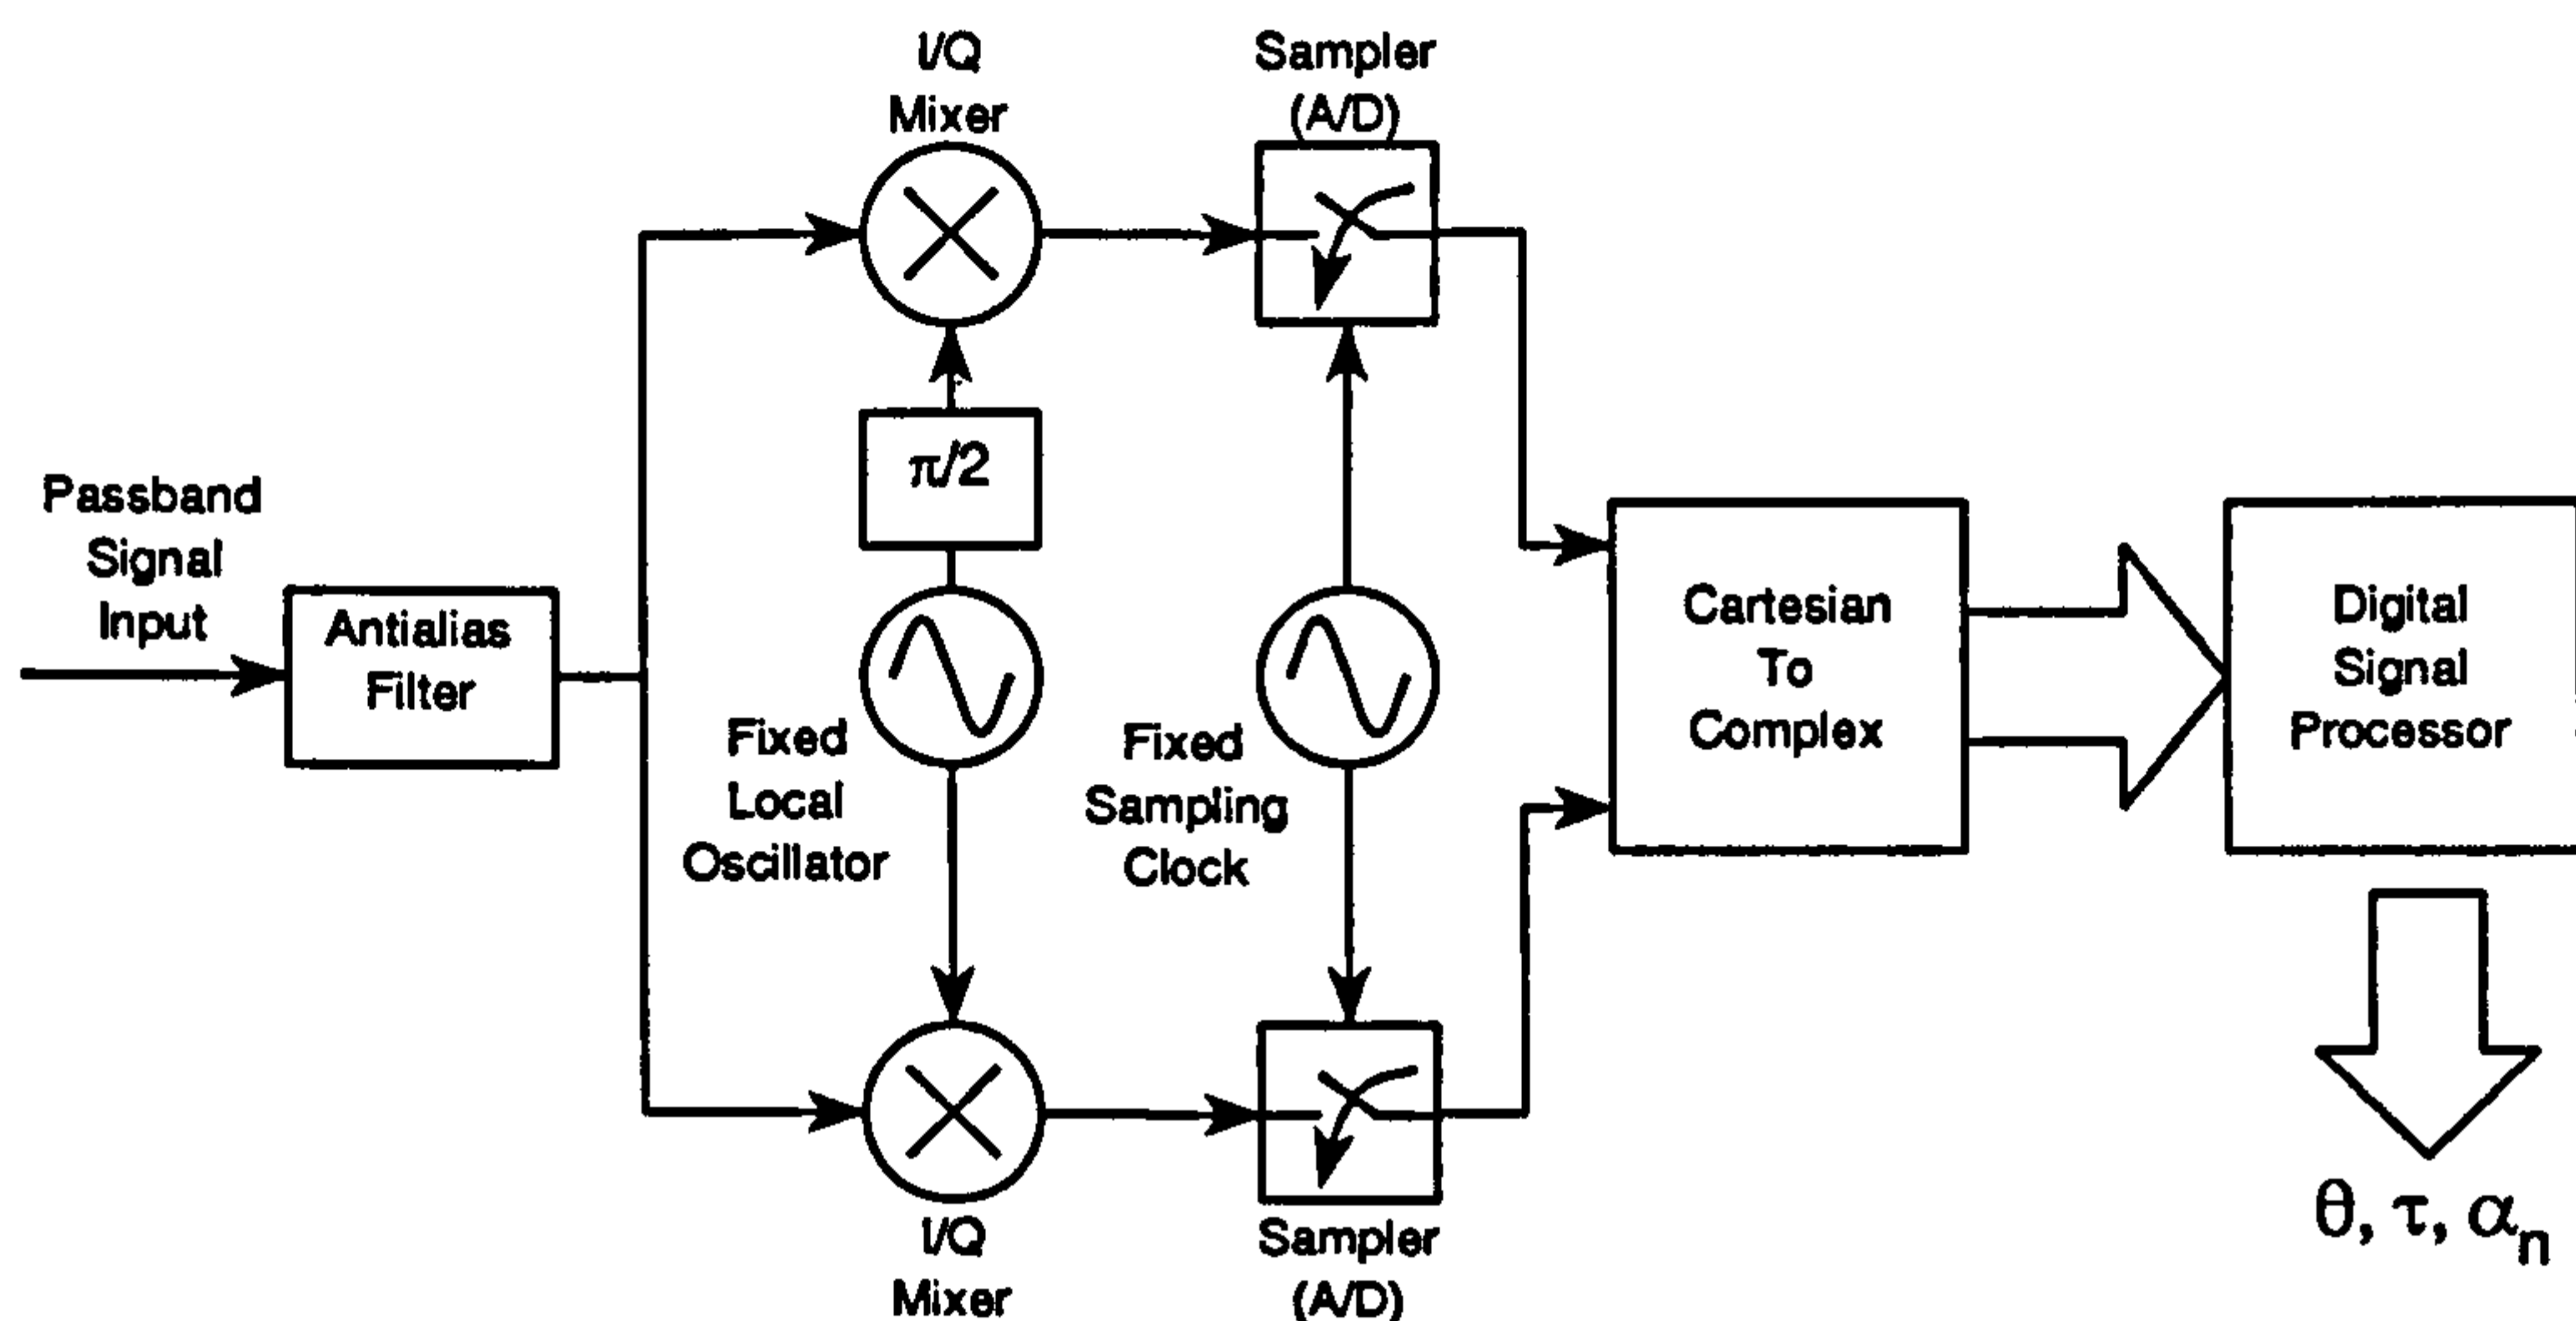 I/Q
Mixer
Sampler
(A/D)
π/2
Passband
Signal
Input
Antialias
Filter
Fixed
Local
Oscillator
Fixed
Sampling
Clock
Cartesian
To
Complex
Digital
Signal
Processor
I/Q
Mixer
Sampler
(A/D)
θ, τ, αn